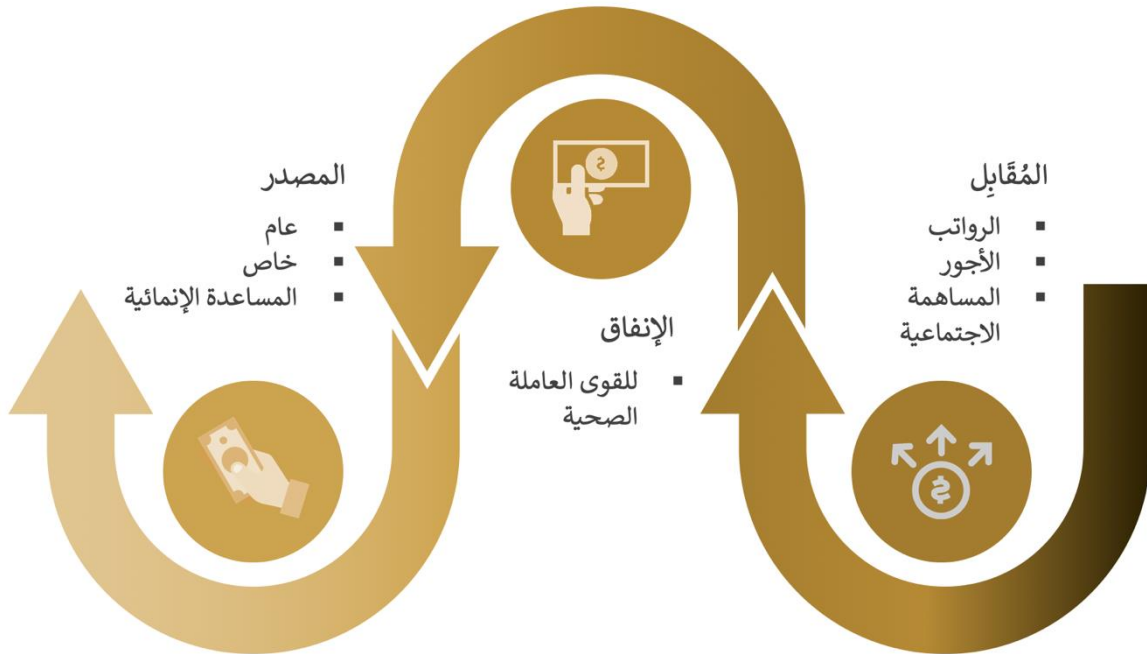 المُقَابِل
▪ الرواتب
▪ الأجور
▪ المساهمة
الاجتماعية
الإنفاق
▪ للقوى العاملة
الصحية
المصدر
▪ عام
▪ خاص
▪ المساعدة الإنمائية